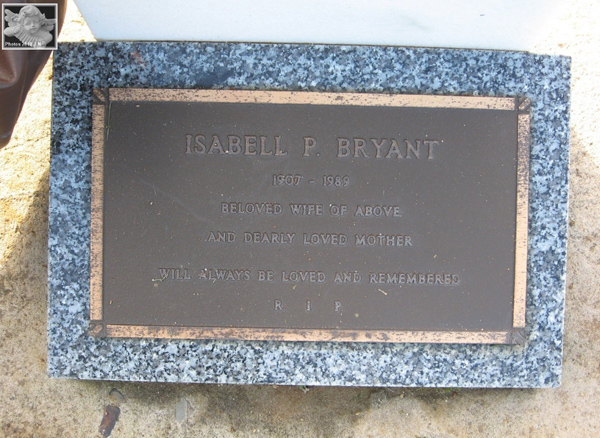 ISABELL P. BRYANT
1907 - 1989
BELOVED WIFE OF ABOVE
AND DEARLY LOVED MOTHER
WILL ALWAYS BE LOVED AND REMEMBERED
R I P